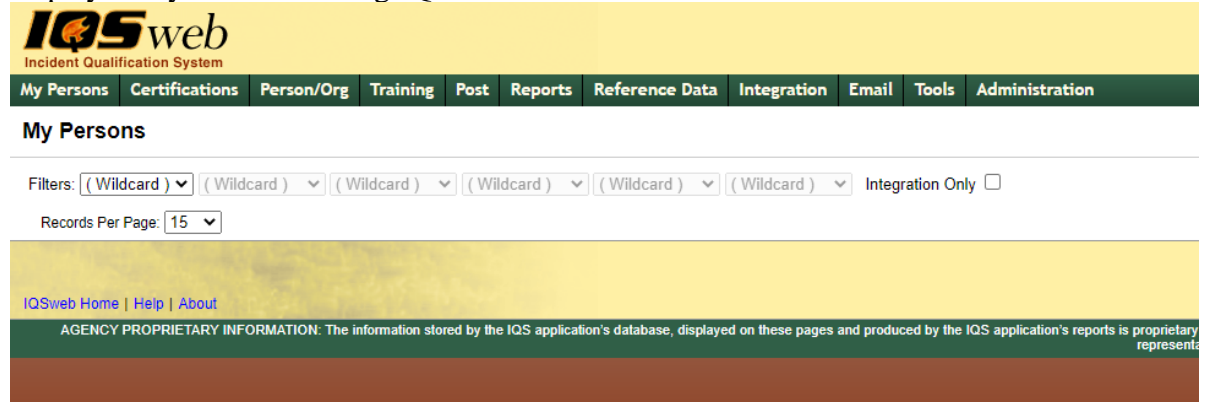 IQS web
Incident Qualification System
My Persons Certifications Person/Org Training Post Reports Reference Data Integration Email Tools Administration
My Persons
Filters: ( Wildcard ) ( Wildcard ) ( Wildcard ) ( Wildcard ) ( Wildcard ) ( Wildcard ) Integration Only
Records Per Page: 15
IQSweb Home | Help | About
AGENCY PROPRIETARY INFORMATION: The information stored by the IQS application's database, displayed on these pages and produced by the IQS application's reports is proprietary